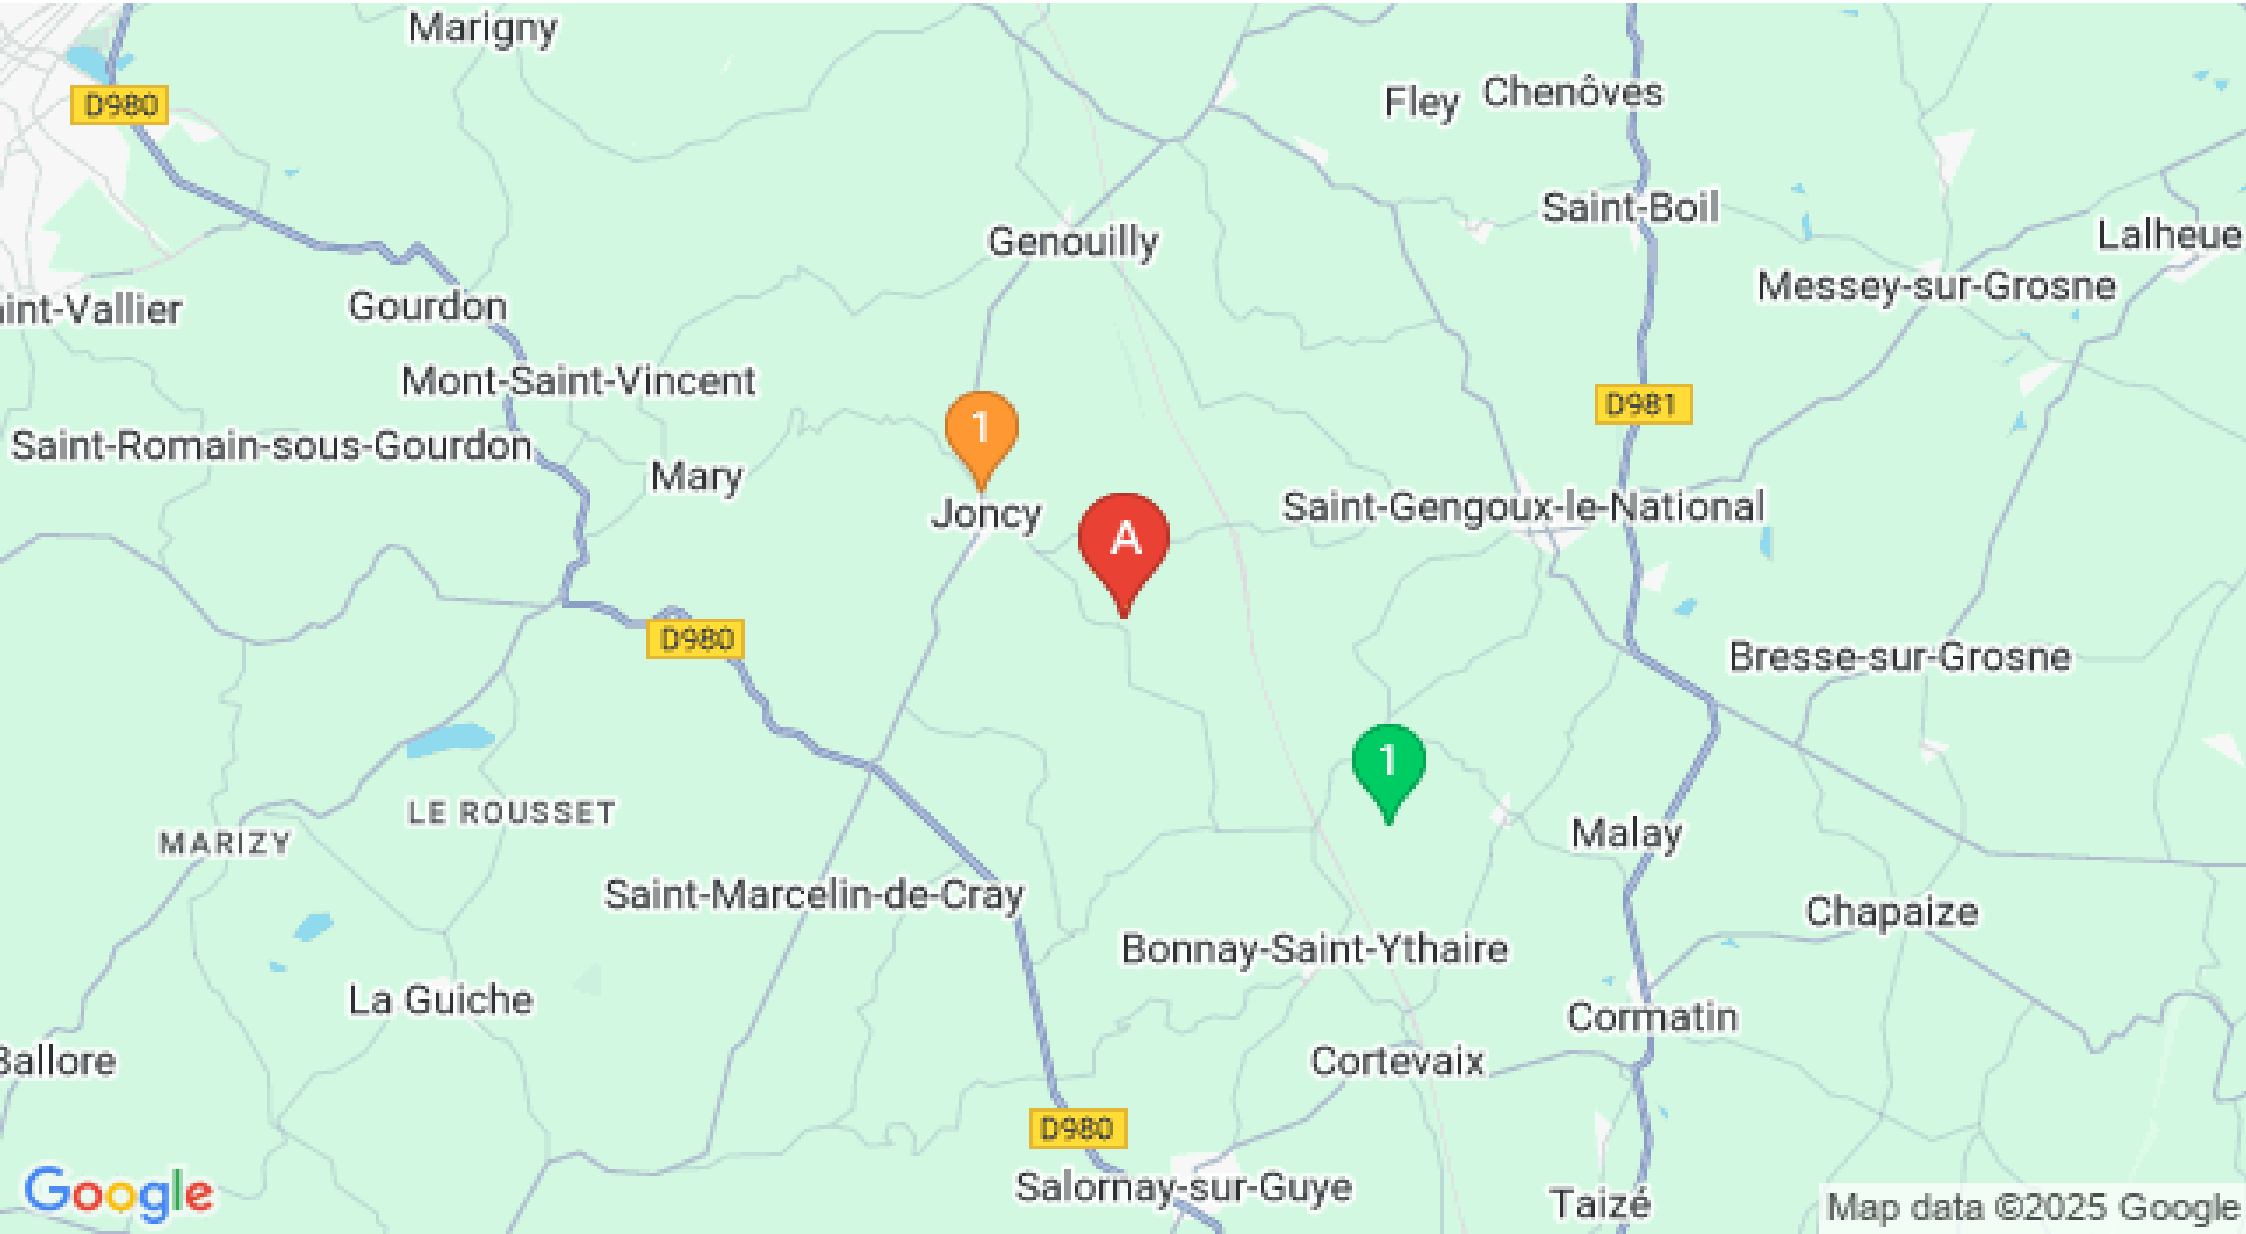 Marigny
D980
Fley
Chenôves
Saint-Boil
Lalheue
Genouilly
Messey-sur-Grosne
int-Vallier
Gourdon
Mont-Saint-Vincent
D981
1
Saint-Romain-sous-Gourdon
Mary
Joncy
A
Saint-Gengoux-le-National
D980
Bresse-sur-Grosne
1
LE ROUSSET
MARIZY
Malay
Saint-Marcelin-de-Cray
Chapaize
Bonnay-Saint-Ythaire
La Guiche
Cormatin
Ballore
Cortevaix
D980
Salornay-sur-Guye
Taizé
Google
Map data ©2025 Google